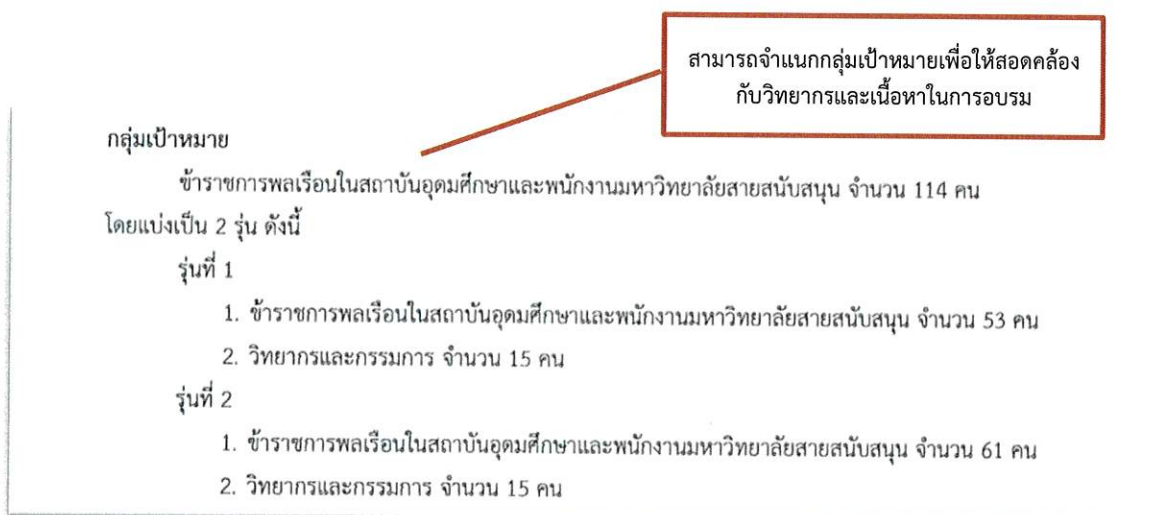 สามารถจำแนกกลุ่มเป้าหมายเพื่อให้สอดคล้อง
กับวิทยากรและเนื้อหาในการอบรม
กลุ่มเป้าหมาย
ข้าราชการพลเรือนในสถาบันอุดมศึกษาและพนักงานมหาวิทยาลัยสายสนับสนุน จำนวน 114 คน
โดยแบ่งเป็น 2 รุ่น ดังนี้
รุ่นที่ 1
1. ข้าราชการพลเรือนในสถาบันอุดมศึกษาและพนักงานมหาวิทยาลัยสายสนับสนุน จำนวน 53 คน
2. วิทยากรและกรรมการ จำนวน 15 คน
รุ่นที่ 2
1. ข้าราชการพลเรือนในสถาบันอุดมศึกษาและพนักงานมหาวิทยาลัยสายสนับสนุน จำนวน 61 คน
2. วิทยากรและกรรมการ จำนวน 15 คน